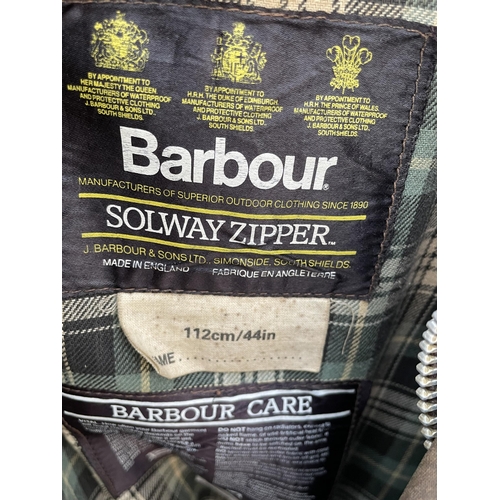 BY APPOINTMENT TO
HER MAJESTY THE QUEEN
MANUFACTURERS OF WATERPROOF
AND PROTECTIVE CLOTHING
J. BARBOUR & SONS LTD.
SOUTH SHIELDS.
BY APPOINTMENT TO
H.R.H. THE DUKE OF EDINBURGH
MANUFACTURERS OF WATERPROOF
AND PROTECTIVE CLOTHING
J. BARBOUR & SONS LTD.
SOUTH SHIELDS.
BY APPOINTMENT TO
H.R.H. THE PRINCE OF WALES
MANUFACTURERS OF WATERPROOF
AND PROTECTIVE CLOTHING
J. BARBOUR & SONS LTD.
SOUTH SHIELDS.
Barbour
MANUFACTURERS OF SUPERIOR OUTDOOR CLOTHING SINCE 1890
SOLWAY ZIPPER™
J. BARBOUR & SONS LTD., SIMONSIDE, SOUTH SHIELDS.
MADE IN ENGLAND FABRIQUE EN ANGLETERRE
112cm/44in
BARBOUR CARE
DO NOT